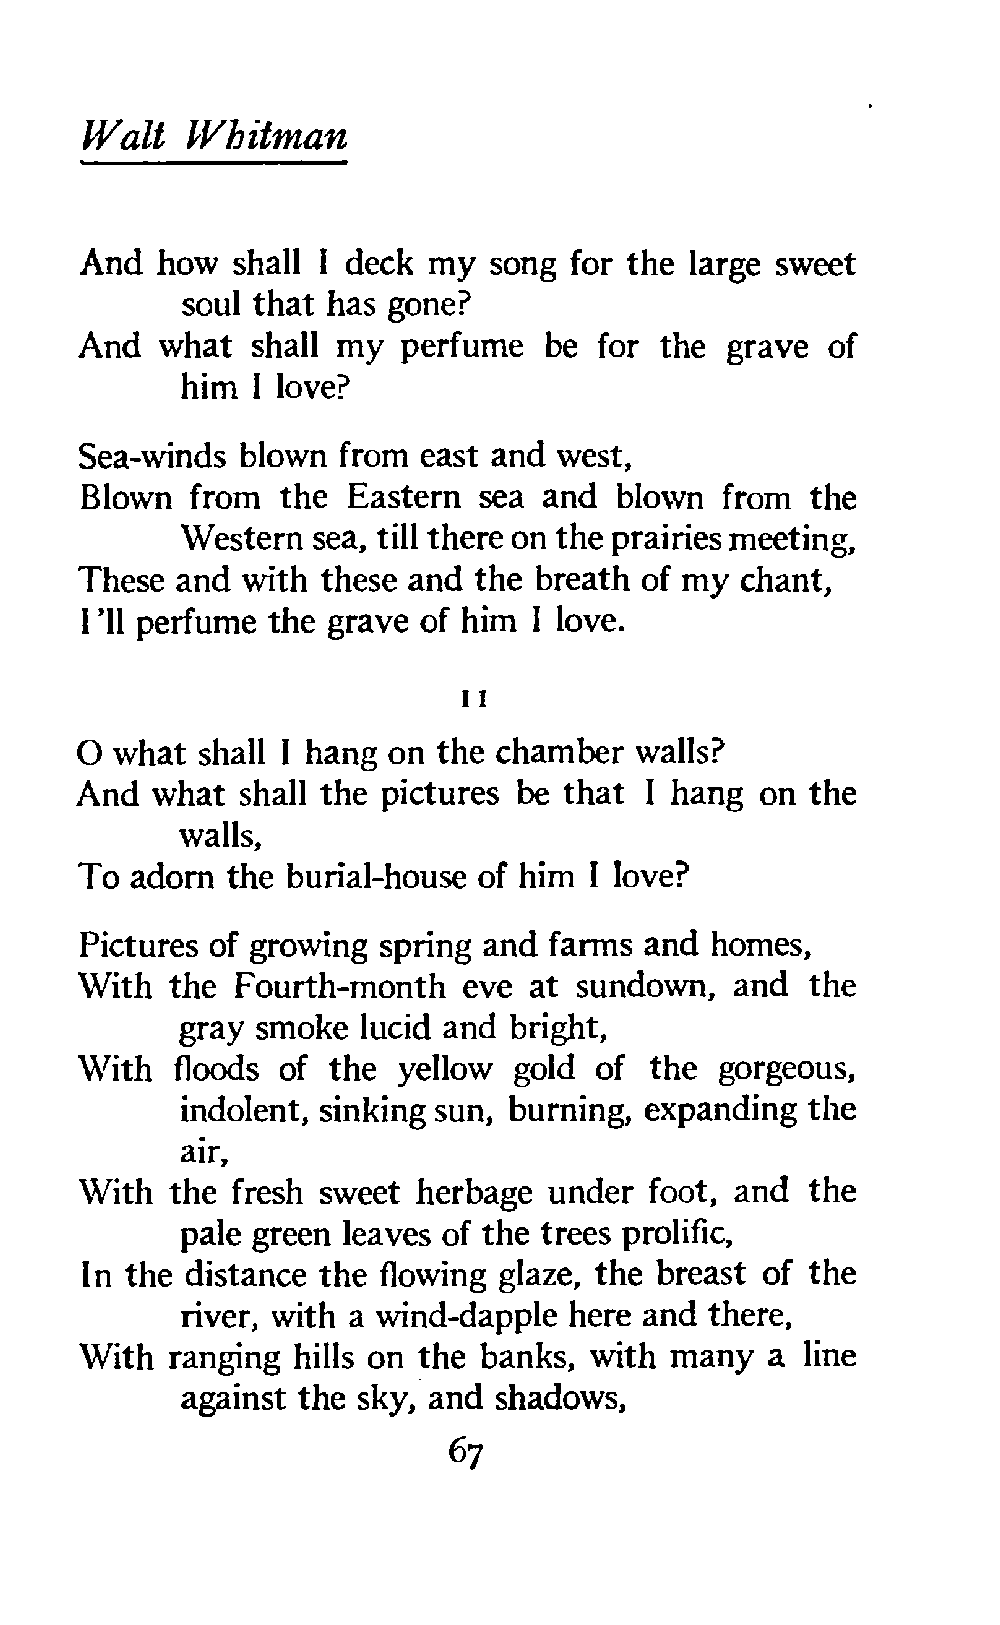 Walt Whitman
And how shall I deck my song for the large sweet
soul that has gone?
And what shall my perfume be for the grave of
him I love?
Sea-winds blown from east and west,
Blown from the Eastern sea and blown from the
Western sea, till there on the prairies meeting,
These and with these and the breath of my chant,
I'll perfume the grave of him I love.
11
O what shall I hang on the chamber walls?
And what shall the pictures be that I hang on the
walls,
To adorn the burial-house of him I love?
Pictures of growing spring and farms and homes,
With the Fourth-month eve at sundown, and the
gray smoke lucid and bright,
With floods of the yellow gold of the gorgeous,
indolent, sinking sun, burning, expanding the
air,
With the fresh sweet herbage under foot, and the
pale green leaves of the trees prolific,
In the distance the flowing glaze, the breast of the
river, with a wind-dapple here and there,
With ranging hills on the banks, with many a line
against the sky, and shadows,
67